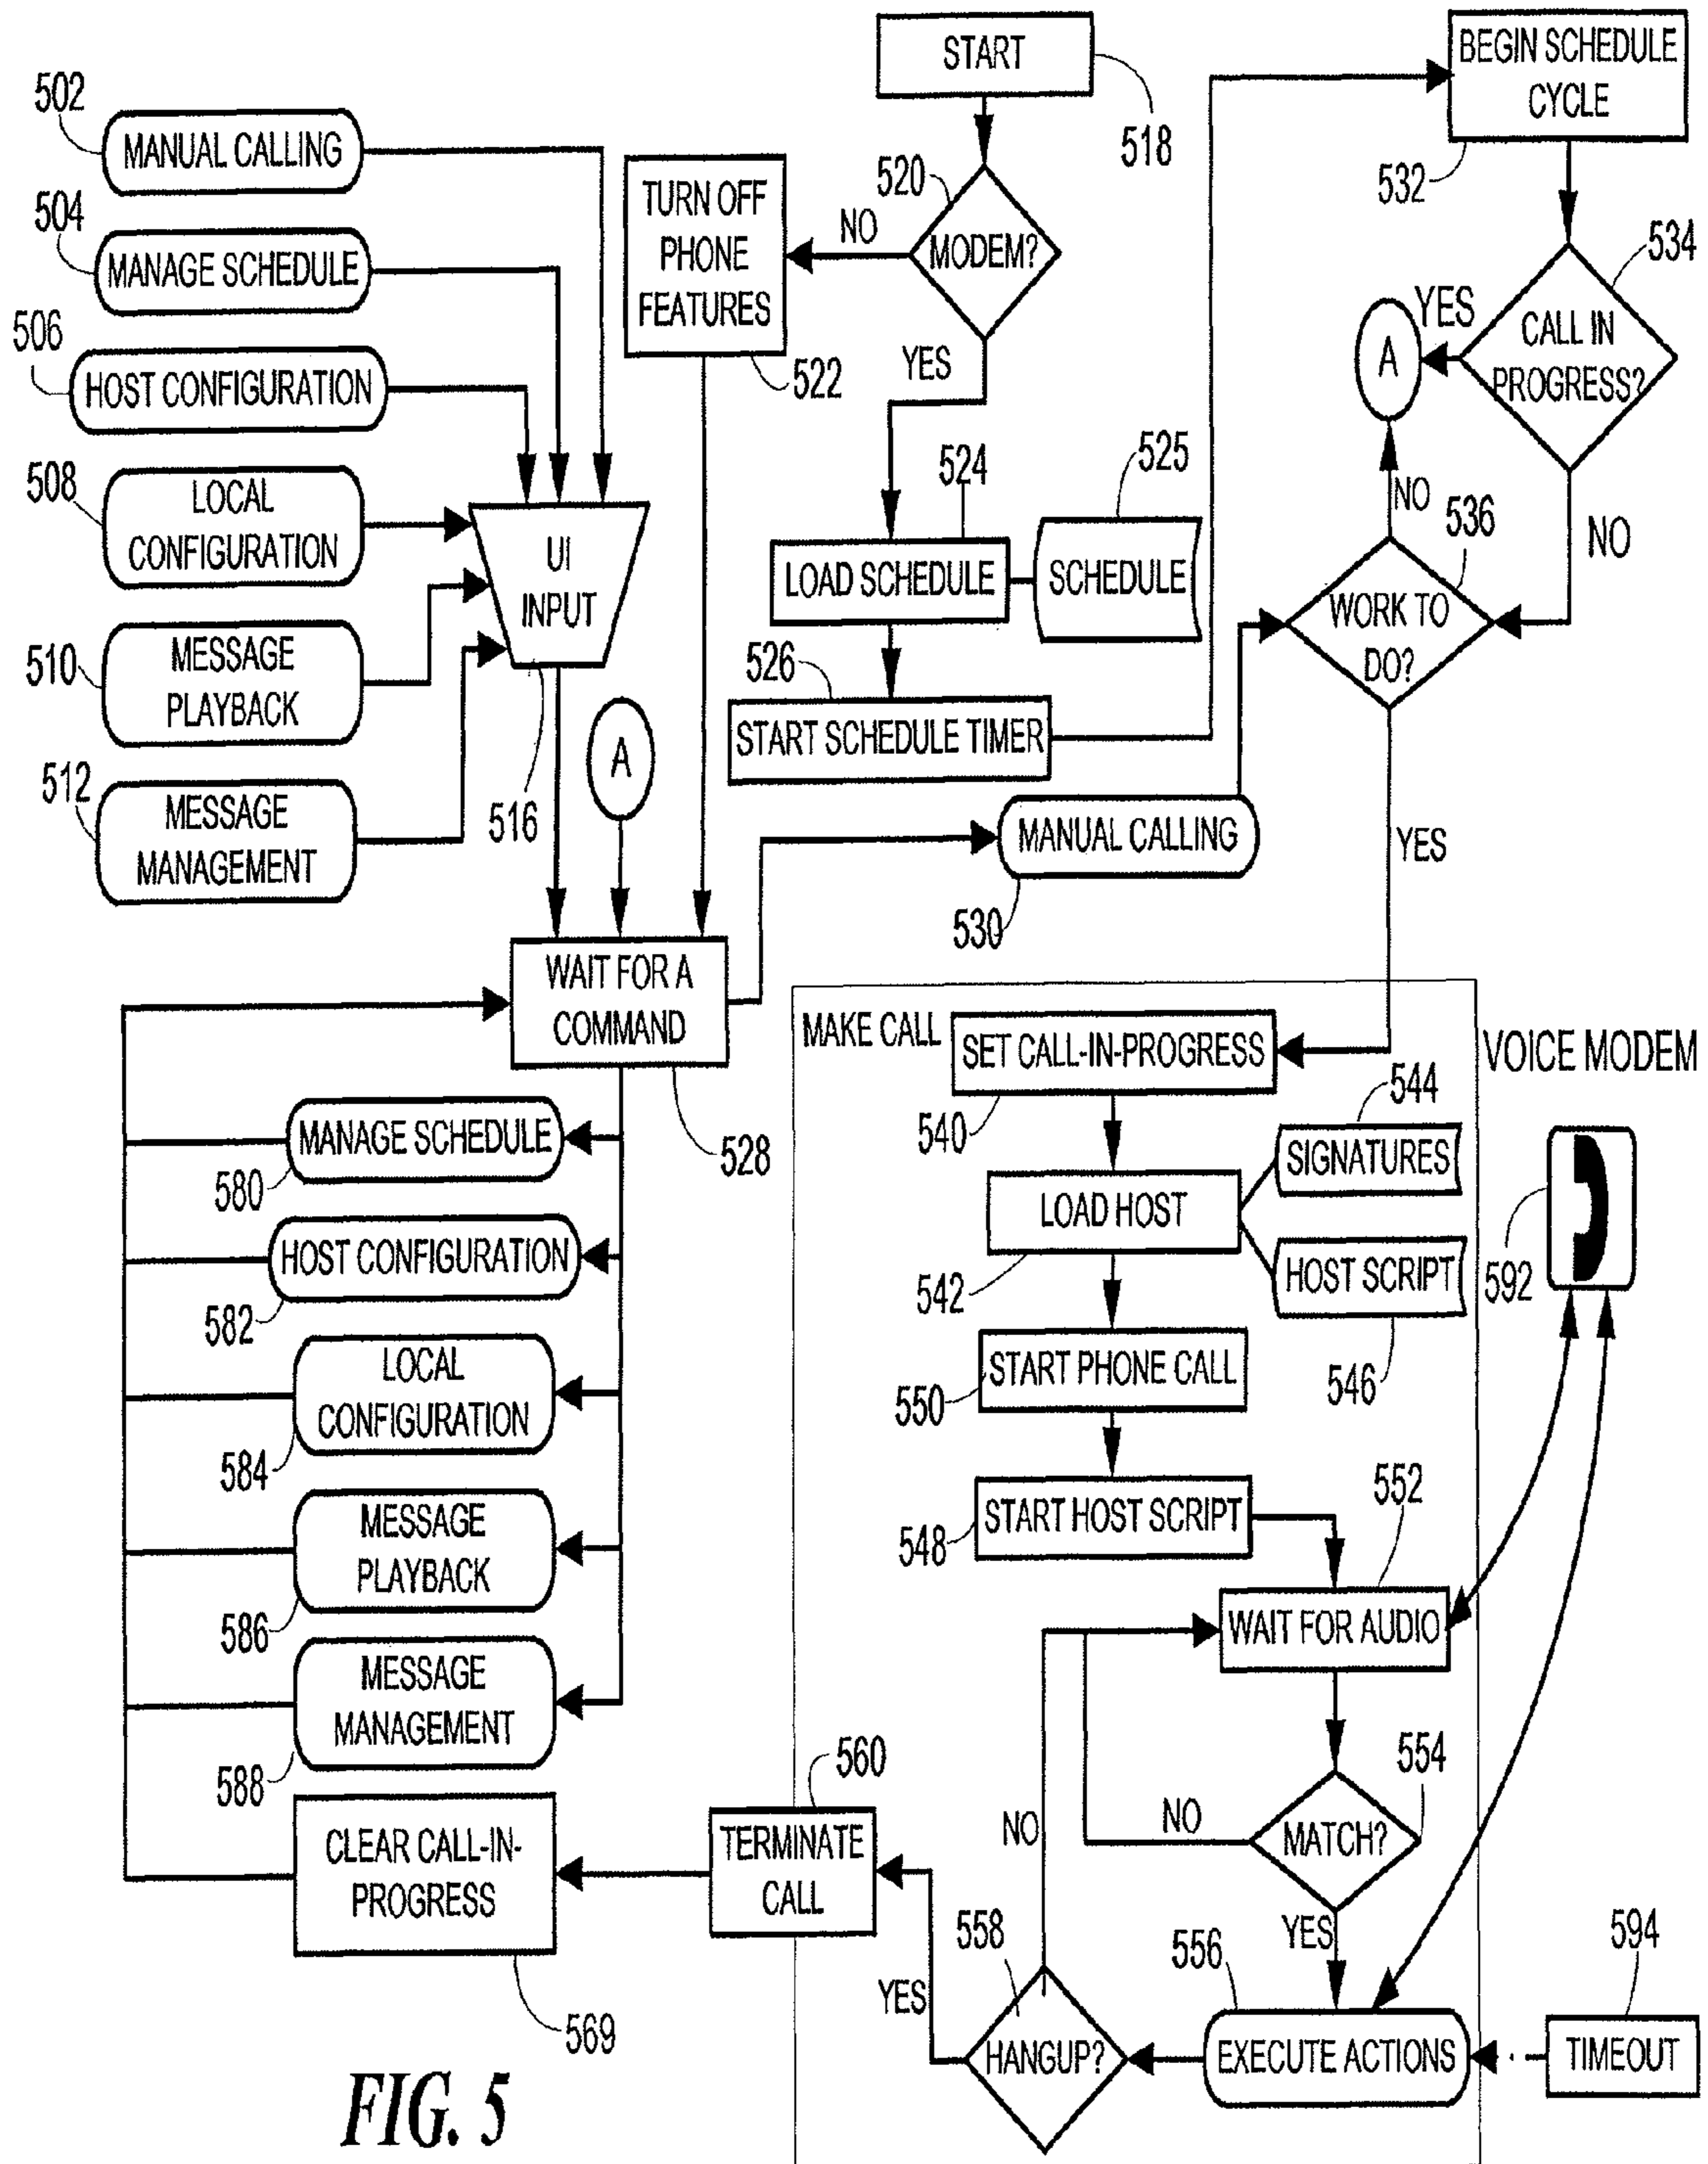 START
518
BEGIN SCHEDULE
CYCLE
532
502
MANUAL CALLING
504
MANAGE SCHEDULE
506
HOST CONFIGURATION
508
LOCAL
CONFIGURATION
510
MESSAGE
PLAYBACK
512
MESSAGE
MANAGEMENT
UI
INPUT
516
A
TURN OFF
PHONE
FEATURES
522
520
MODEM?
NO
YES
524
LOAD SCHEDULE
525
SCHEDULE
526
START SCHEDULE TIMER
534
CALL IN
PROGRESS?
YES
A
NO
NO
536
WORK TO
DO?
YES
MANUAL CALLING
530
WAIT FOR A
COMMAND
528
MANAGE SCHEDULE
580
HOST CONFIGURATION
582
LOCAL
CONFIGURATION
584
MESSAGE
PLAYBACK
586
MESSAGE
MANAGEMENT
588
CLEAR CALL-IN-
PROGRESS
569
MAKE CALL
SET CALL-IN-PROGRESS
540
VOICE MODEM
544
SIGNATURES
LOAD HOST
542
HOST SCRIPT
546
592
START PHONE CALL
550
START HOST SCRIPT
548
552
WAIT FOR AUDIO
554
MATCH?
NO
NO
YES
560
TERMINATE
CALL
558
HANGUP?
YES
556
EXECUTE ACTIONS
594
TIMEOUT
FIG. 5